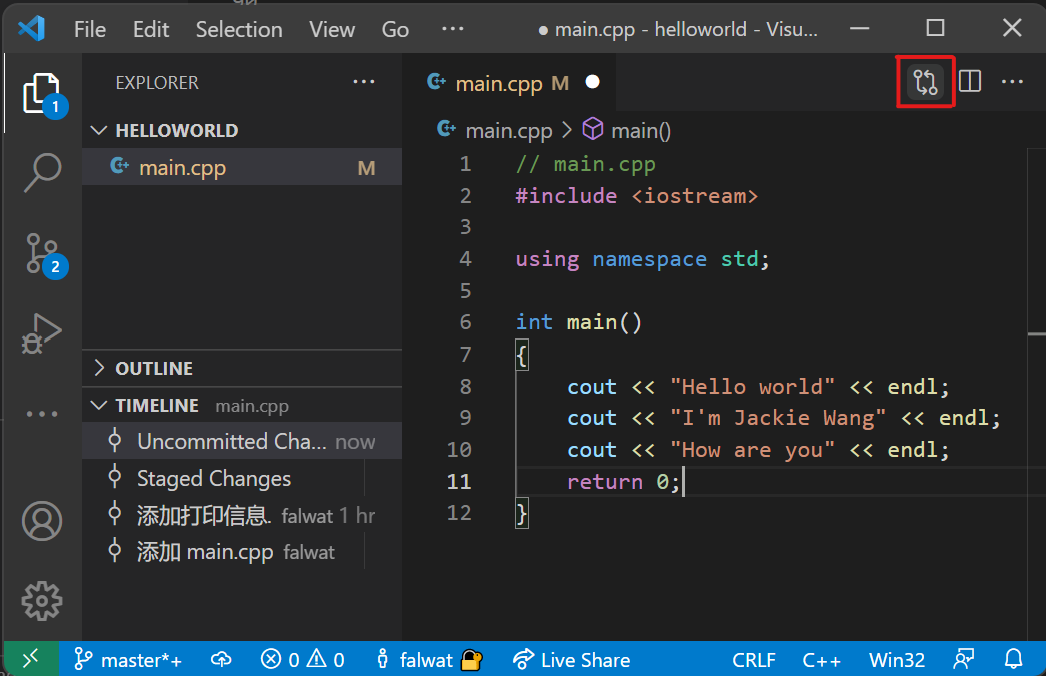 File Edit Selection View Go ··· ● main.cpp - helloworld - Visu...
EXPLORER ···
HELLOWORLD
main.cpp M
OUTLINE
TIMELINE main.cpp
Uncommitted Cha... now
Staged Changes
添加打印信息. falwat 1 hr
添加 main.cpp falwat
1
2
main.cpp M ●
main.cpp > main()
1 // main.cpp
2 #include <iostream>
3
4 using namespace std;
5
6 int main()
7 {
8 cout << "Hello world" << endl;
9 cout << "I'm Jackie Wang" << endl;
10 cout << "How are you" << endl;
11 return 0;
12 }
master*+ 0 0 falwat Live Share CRLF C++ Win32